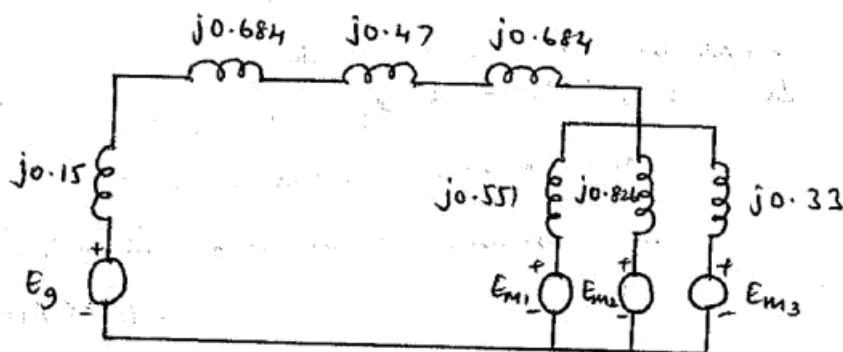 j0.684 j0.47 j0.684
j0.15 j0.551 j0.826 j0.33
+ + + +
Eg Em1 Em2 Em3
- - - -